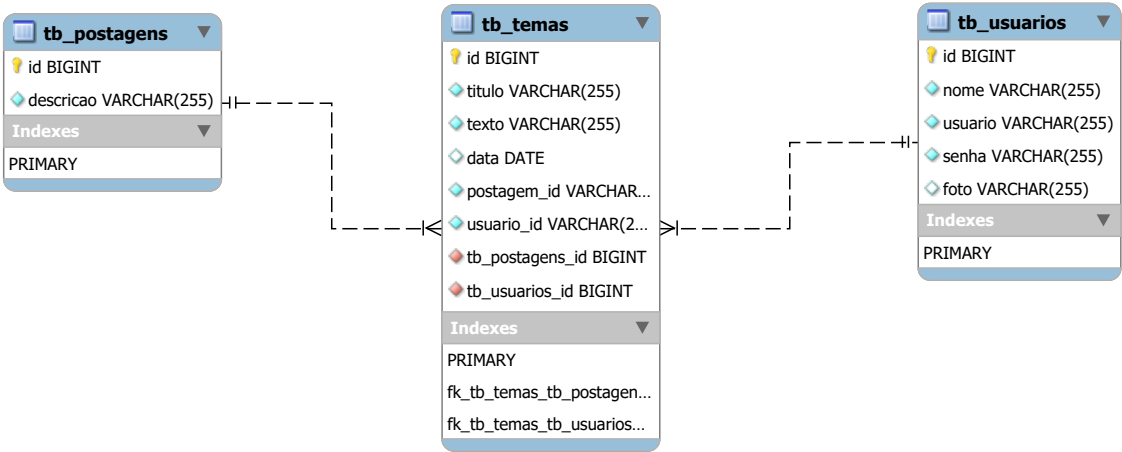 tb_postagens
id BIGINT
descricao VARCHAR(255)
Indexes
PRIMARY
tb_temas
id BIGINT
titulo VARCHAR(255)
texto VARCHAR(255)
data DATE
postagem_id VARCHAR...
usuario_id VARCHAR(2...
tb_postagens_id BIGINT
tb_usuarios_id BIGINT
Indexes
PRIMARY
fk_tb_temas_tb_postagen...
fk_tb_temas_tb_usuarios...
tb_usuarios
id BIGINT
nome VARCHAR(255)
usuario VARCHAR(255)
senha VARCHAR(255)
foto VARCHAR(255)
Indexes
PRIMARY